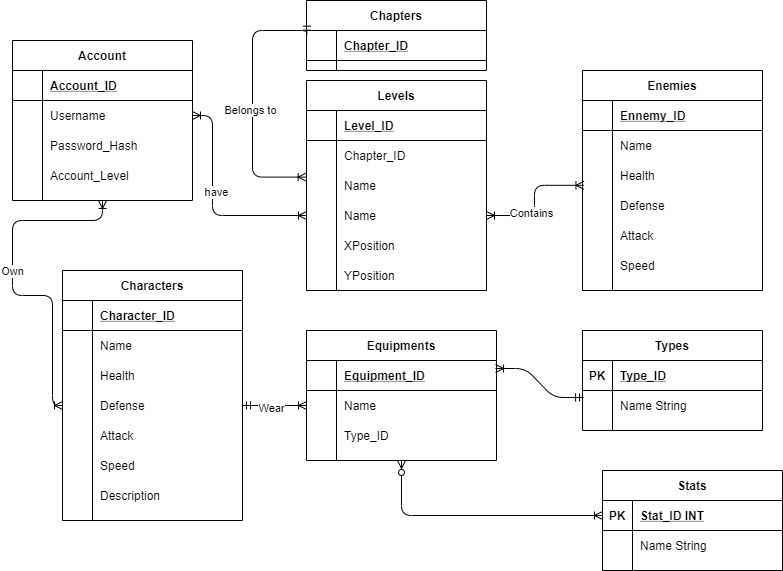 Chapters
Chapter_ID
Account
Account_ID
Username
Password_Hash
Account_Level
Belongs to
have
Levels
Level_ID
Chapter_ID
Name
Name
XPosition
YPosition
Contains
Enemies
Ennemy_ID
Name
Health
Defense
Attack
Speed
Own
Characters
Character_ID
Name
Health
Defense
Attack
Speed
Description
Wear
Equipments
Equipment_ID
Name
Type_ID
Types
PK Type_ID
Name String
Stats
PK Stat_ID INT
Name String